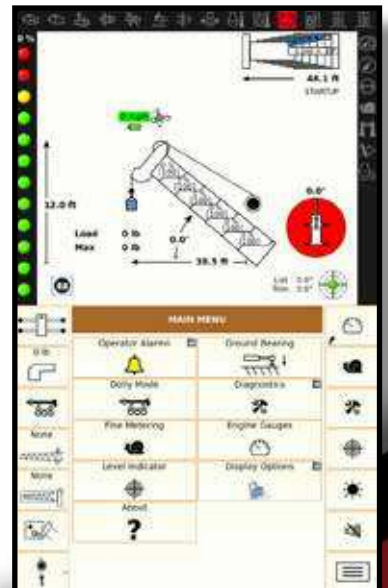 0 %
44.1 ft
STARTUP
0.0°
12.0 ft
Load 0 lb
Max 0 lb
0.0°
38.5 ft
0.0°
0.0°
MAIN MENU
Operator Alarms
Ground Bearing
0 lb
Dolly Mode
Diagnostics
None
Fine Metering
Engine Gauges
None
Level Indicator
Display Options
About
?